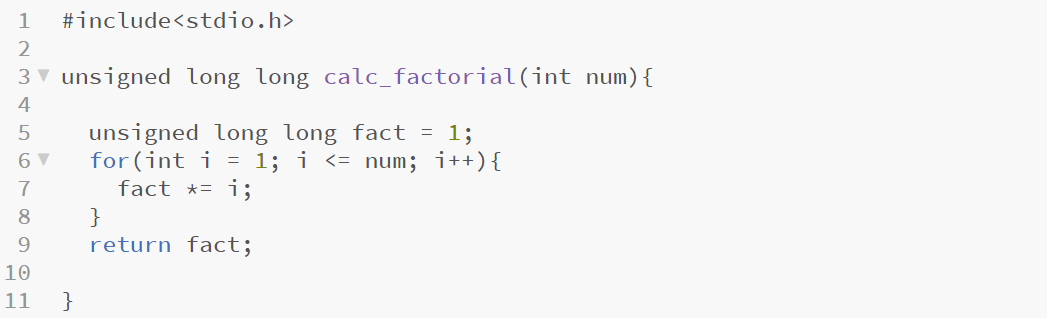 1 #include<stdio.h>
2
3 unsigned long long calc_factorial(int num){
4
5   unsigned long long fact = 1;
6   for(int i = 1; i <= num; i++){
7     fact *= i;
8   }
9   return fact;
10
11 }